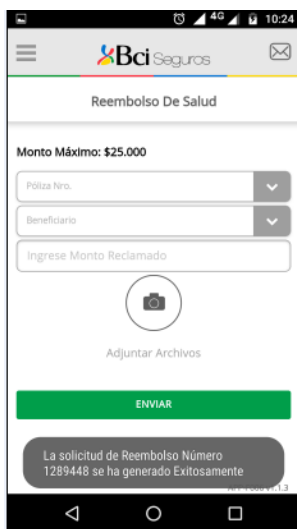 4G 10:24
Bci Seguros
Reembolso De Salud
Monto Máximo: $25.000
Póliza Nro.
Beneficiario
Ingrese Monto Reclamado
Adjuntar Archivos
ENVIAR
La solicitud de Reembolso Número
1289448 se ha generado Exitosamente